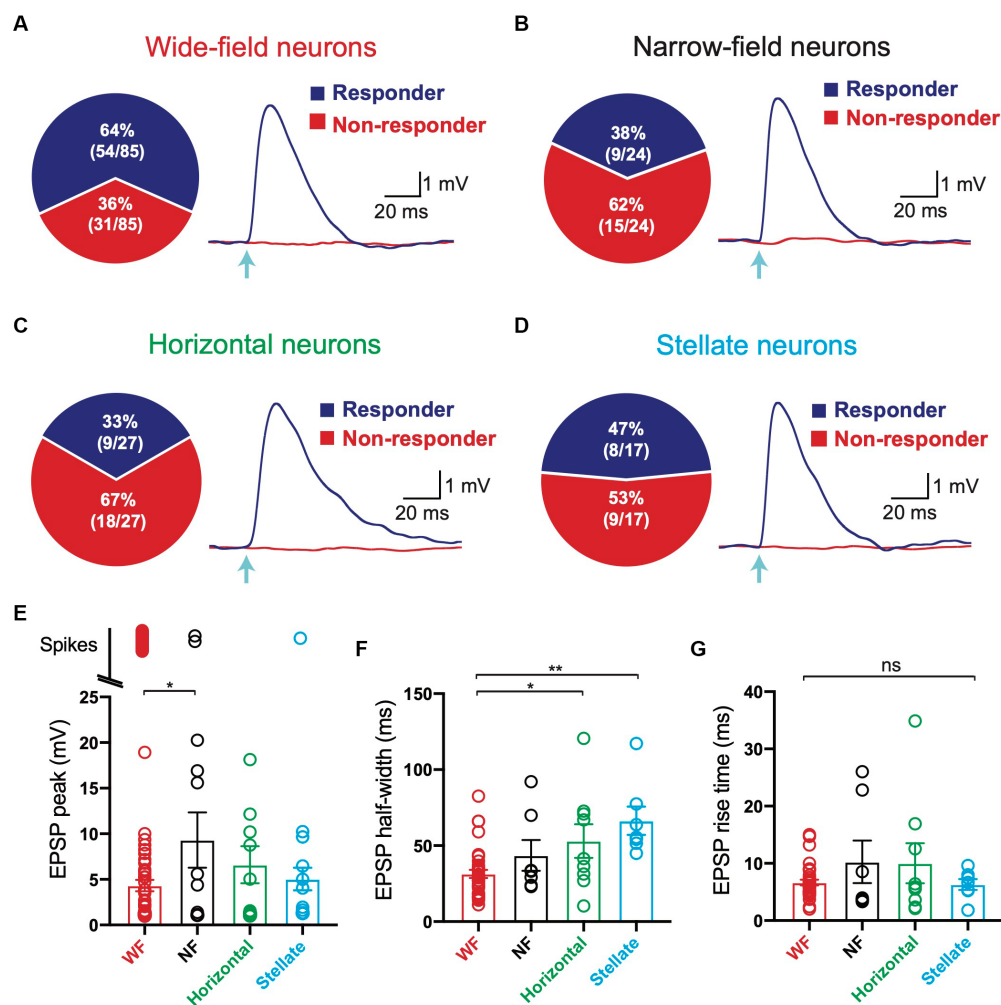 A
Wide-field neurons
64%
(54/85)
36%
(31/85)
Responder
Non-responder
1 mV
20 ms
B
Narrow-field neurons
38%
(9/24)
62%
(15/24)
Responder
Non-responder
1 mV
20 ms
C
Horizontal neurons
33%
(9/27)
67%
(18/27)
Responder
Non-responder
1 mV
20 ms
D
Stellate neurons
47%
(8/17)
53%
(9/17)
Responder
Non-responder
1 mV
20 ms
E
Spikes
*
EPSP peak (mV)
25
20
15
10
5
0
WF
NF
Horizontal
Stellate
F
**
*
EPSP half-width (ms)
150
100
50
0
WF
NF
Horizontal
Stellate
G
ns
EPSP rise time (ms)
40
30
20
10
0
WF
NF
Horizontal
Stellate